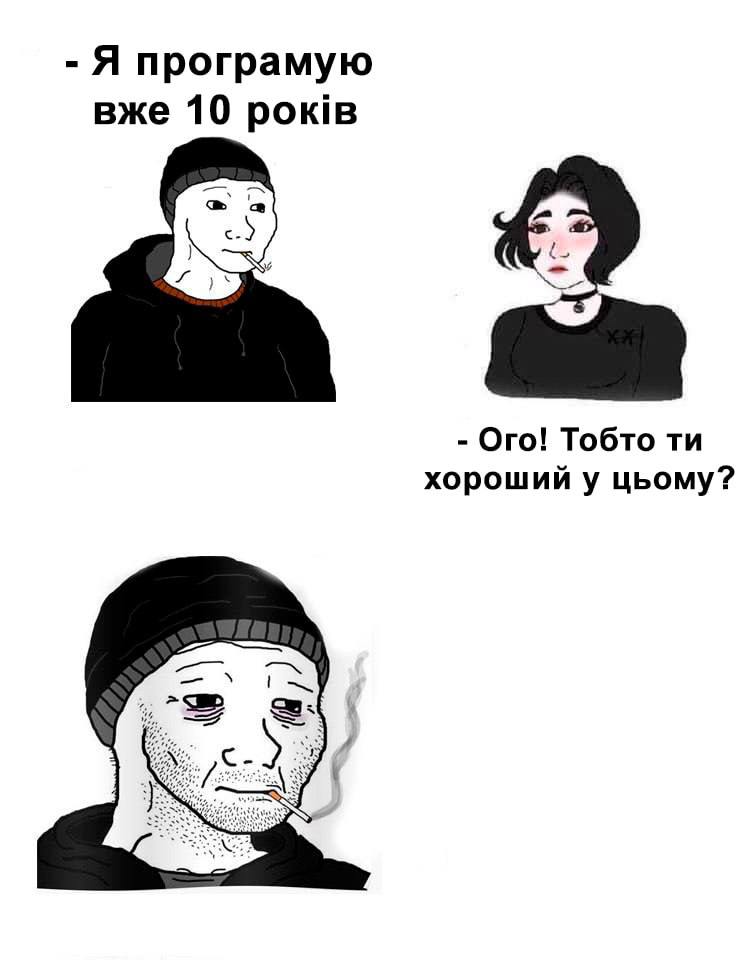 - Я програмую
вже 10 років
- Ого! Тобто ти
хороший у цьому?